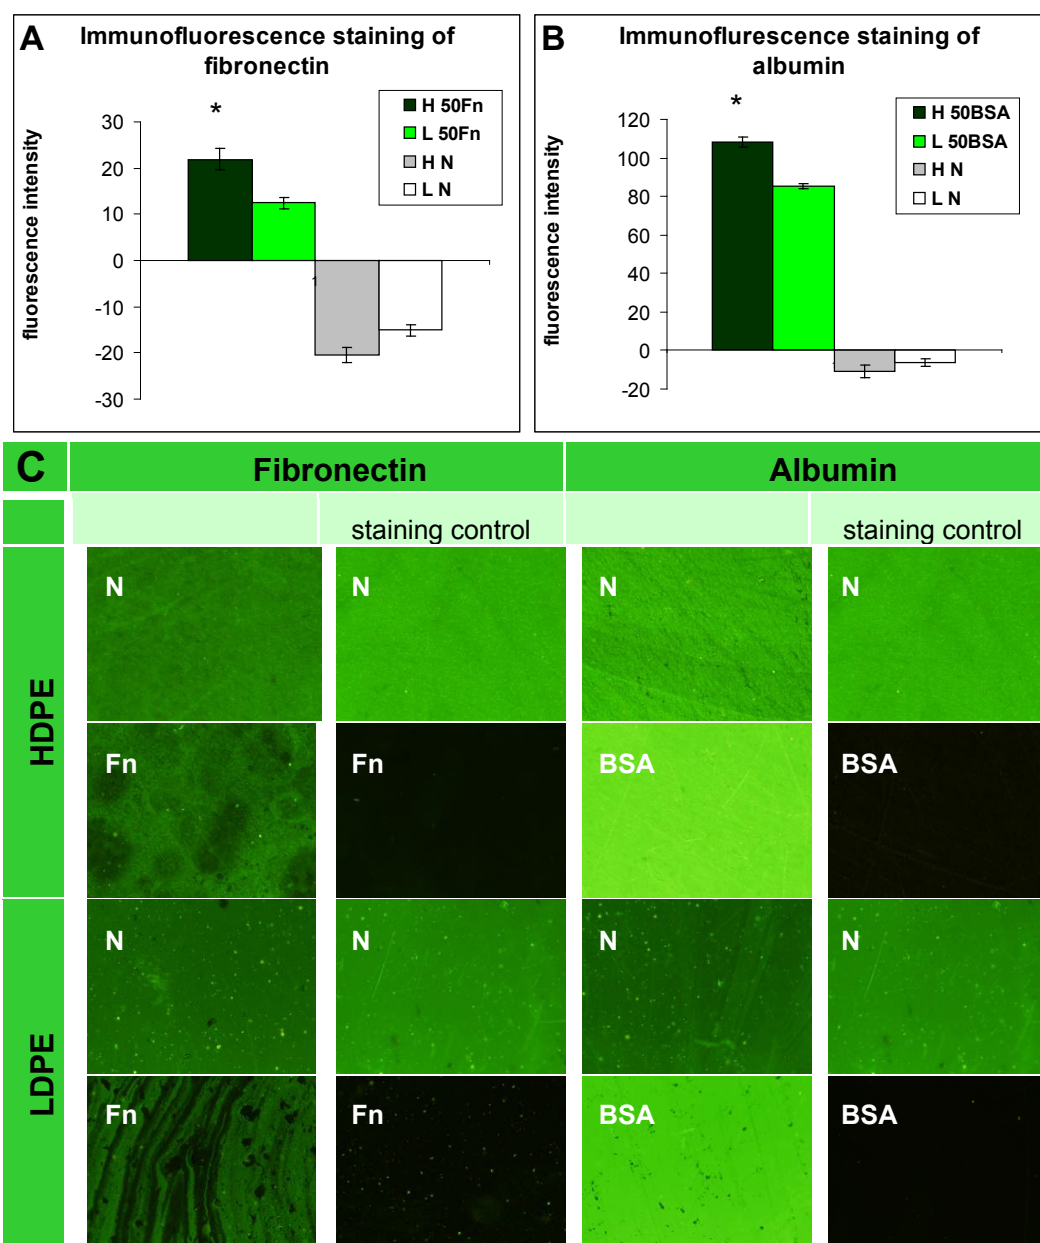 A Immunofluorescence staining of
fibronectin
fluorescence intensity
30
20
10
0
-10
-20
-30
*
1
H 50Fn
L 50Fn
H N
L N
B Immunoflurescence staining of
albumin
fluorescence intensity
120
100
80
60
40
20
0
-20
*
H 50BSA
L 50BSA
H N
L N
C Fibronectin Albumin
staining control staining control
HDPE
N N N N
Fn Fn BSA BSA
LDPE
N N N N
Fn Fn BSA BSA